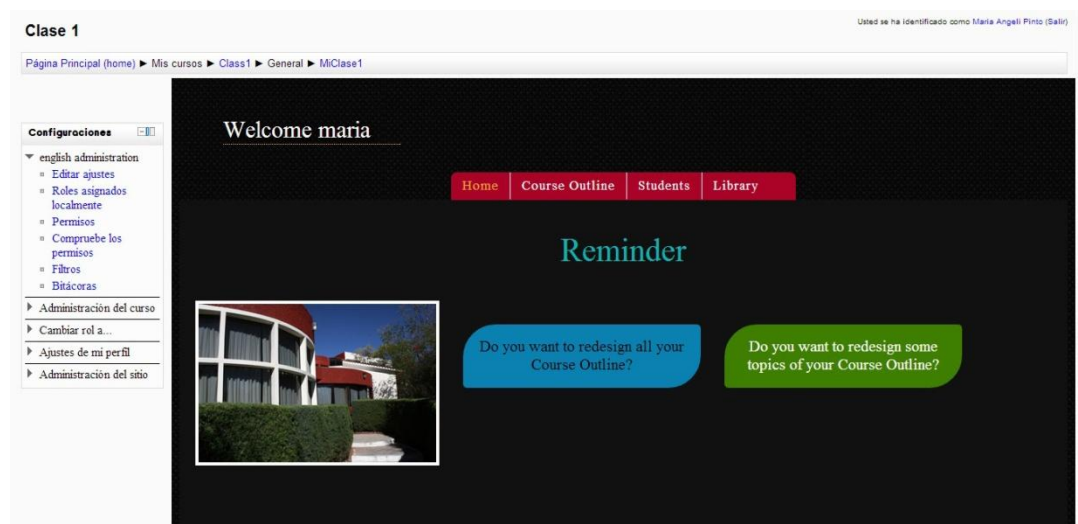 Clase 1
Usted se ha identificado como Maria Angeli Pinto (Salir)
Página Principal (home) ► Mis cursos ► Class1 ► General ► MiClase1
Configuraciones
english administration
Editar ajustes
Roles asignados
localmente
Permisos
Compruebe los
permisos
Filtros
Bitácoras
Administración del curso
Cambiar rol a...
Ajustes de mi perfil
Administración del sitio
Welcome maria
Home Course Outline Students Library
Reminder
Do you want to redesign all your
Course Outline?
Do you want to redesign some
topics of your Course Outline?